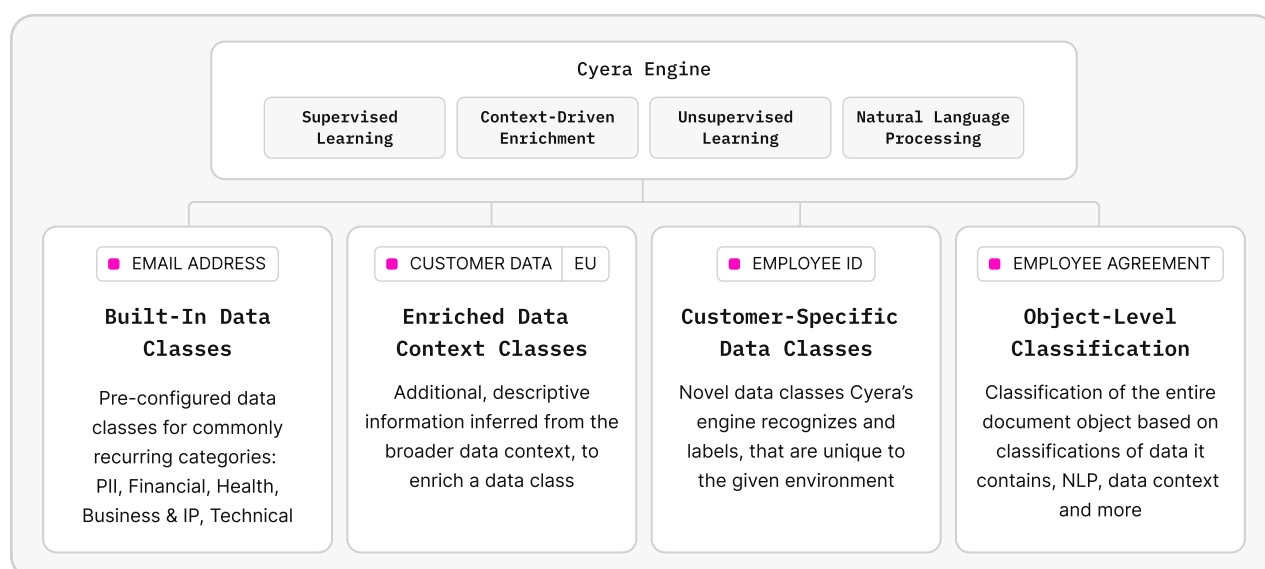 Cyera Engine
Supervised
Learning
Context-Driven
Enrichment
Unsupervised
Learning
Natural Language
Processing
EMAIL ADDRESS
Built-In Data
Classes
Pre-configured data
classes for commonly
recurring categories:
PII, Financial, Health,
Business & IP, Technical
CUSTOMER DATA EU
Enriched Data
Context Classes
Additional, descriptive
information inferred from the
broader data context, to
enrich a data class
EMPLOYEE ID
Customer-Specific
Data Classes
Novel data classes Cyera’s
engine recognizes and
labels, that are unique to
the given environment
EMPLOYEE AGREEMENT
Object-Level
Classification
Classification of the entire
document object based on
classifications of data it
contains, NLP, data context
and more